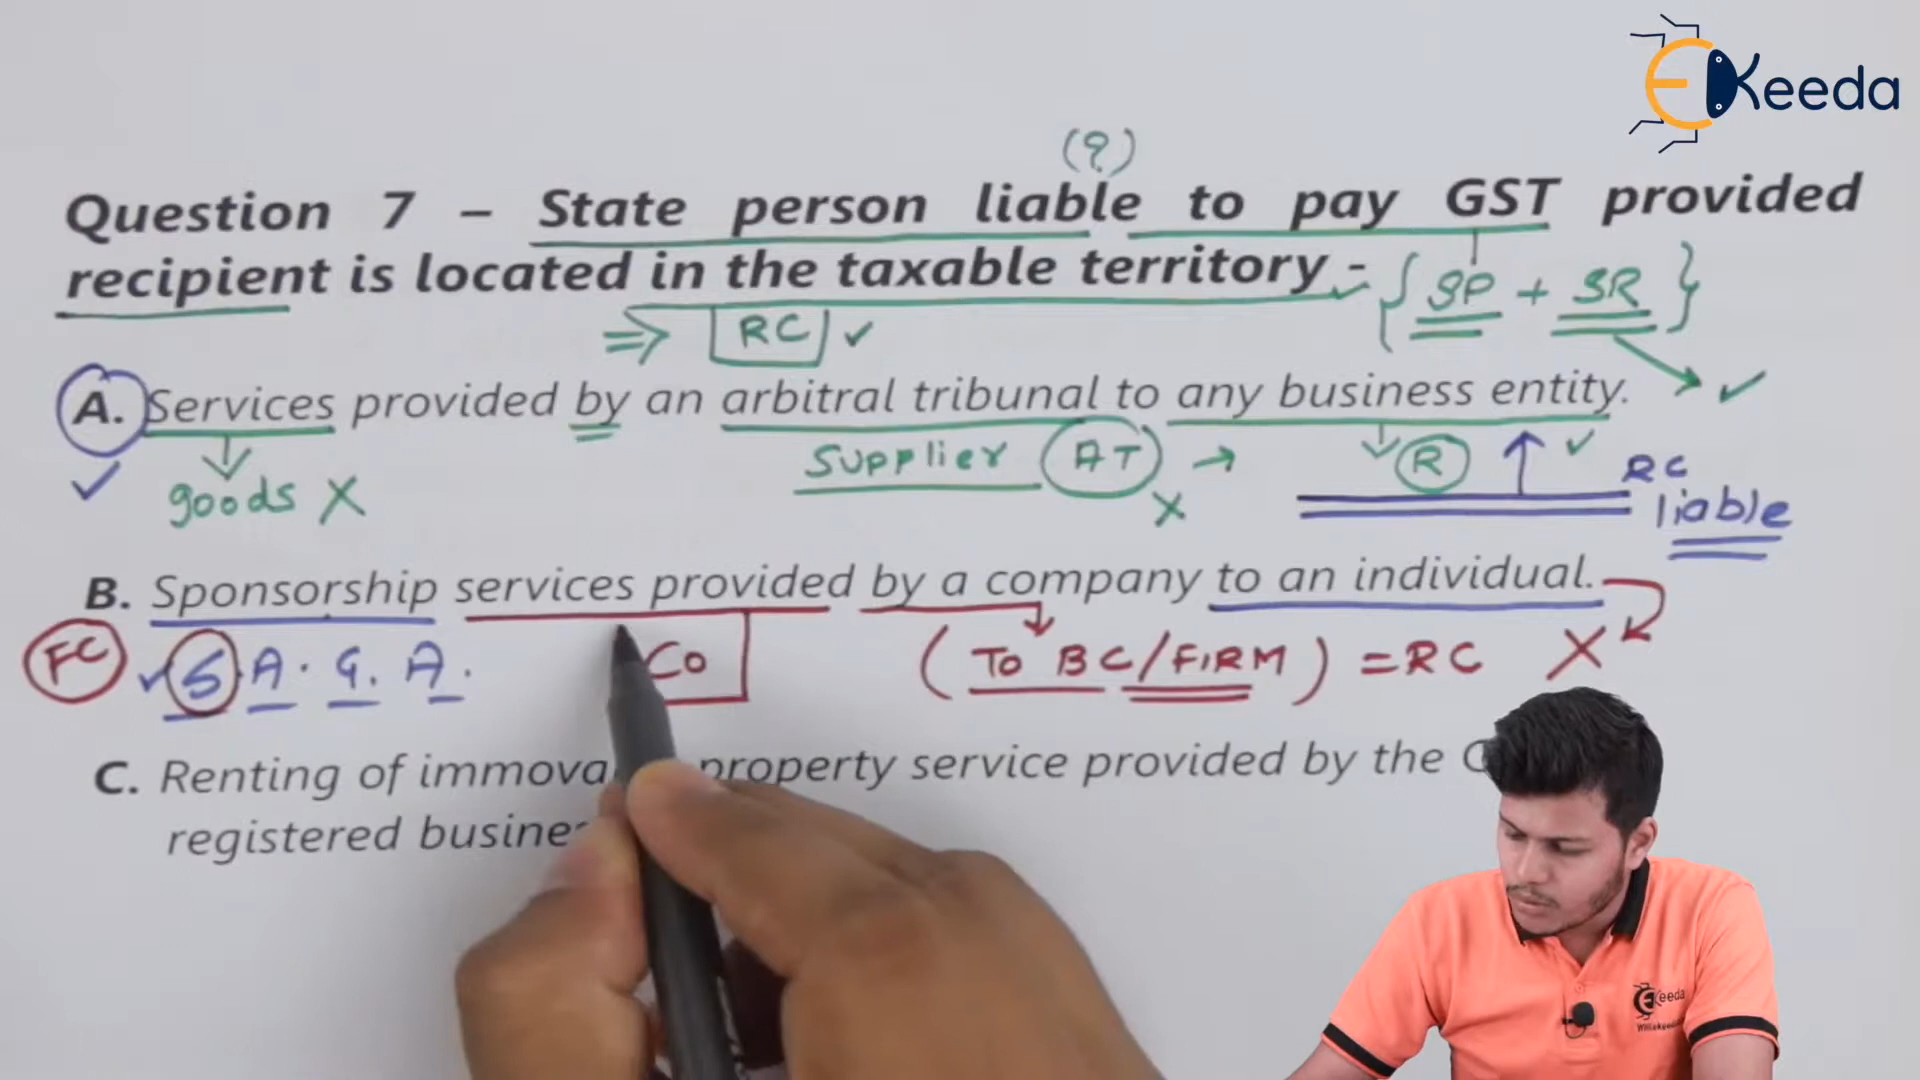 EKeeda
(?)
Question 7 – State person liable to pay GST provided
recipient is located in the taxable territory - { SP + SR }
⇒ RC ✓
A. Services provided by an arbitral tribunal to any business entity. ✓
✓ goods X Supplier AT → X R ✓ RC liable
B. Sponsorship services provided by a company to an individual.
FC ✓ S. A. G. A. Co ( TO BC/FIRM ) = RC X
C. Renting of immova property service provided by the
registered
Ekeeda